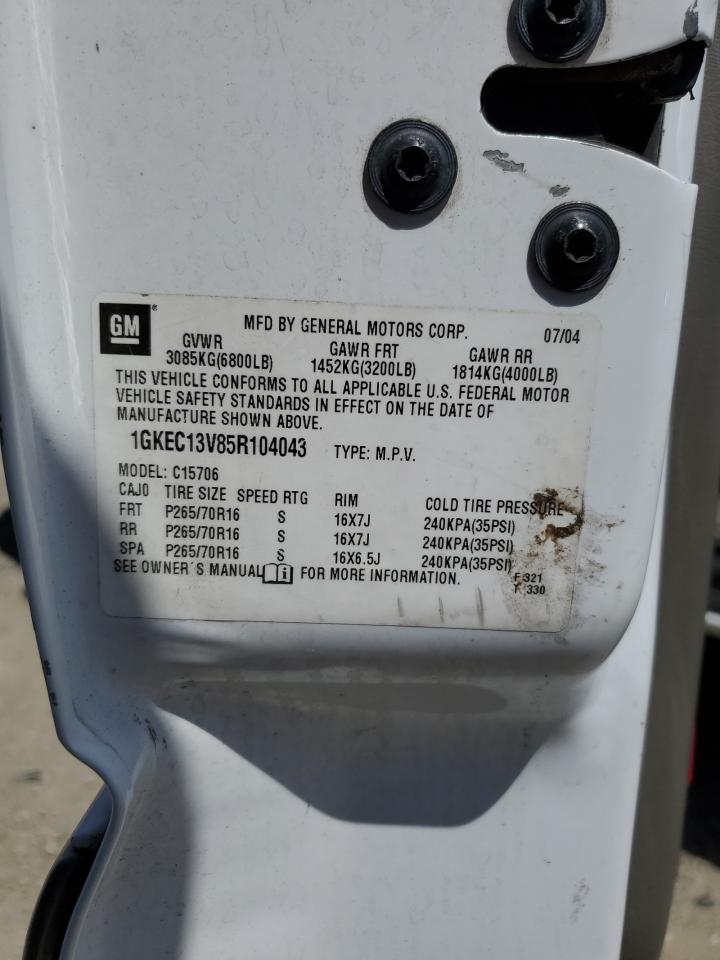 GM ® MFD BY GENERAL MOTORS CORP. 07/04
GVWR GAWR FRT GAWR RR
3085KG(6800LB) 1452KG(3200LB) 1814KG(4000LB)
THIS VEHICLE CONFORMS TO ALL APPLICABLE U.S. FEDERAL MOTOR
VEHICLE SAFETY STANDARDS IN EFFECT ON THE DATE OF
MANUFACTURE SHOWN ABOVE.
1GKEC13V85R104043 TYPE: M.P.V.
MODEL: C15706
CAJ0 TIRE SIZE SPEED RTG RIM COLD TIRE PRESSURE
FRT P265/70R16 S 16X7J 240KPA(35PSI)
RR P265/70R16 S 16X7J 240KPA(35PSI)
SPA P265/70R16 S 16X6.5J 240KPA(35PSI)
SEE OWNER'S MANUAL i FOR MORE INFORMATION.
F 321
T 330